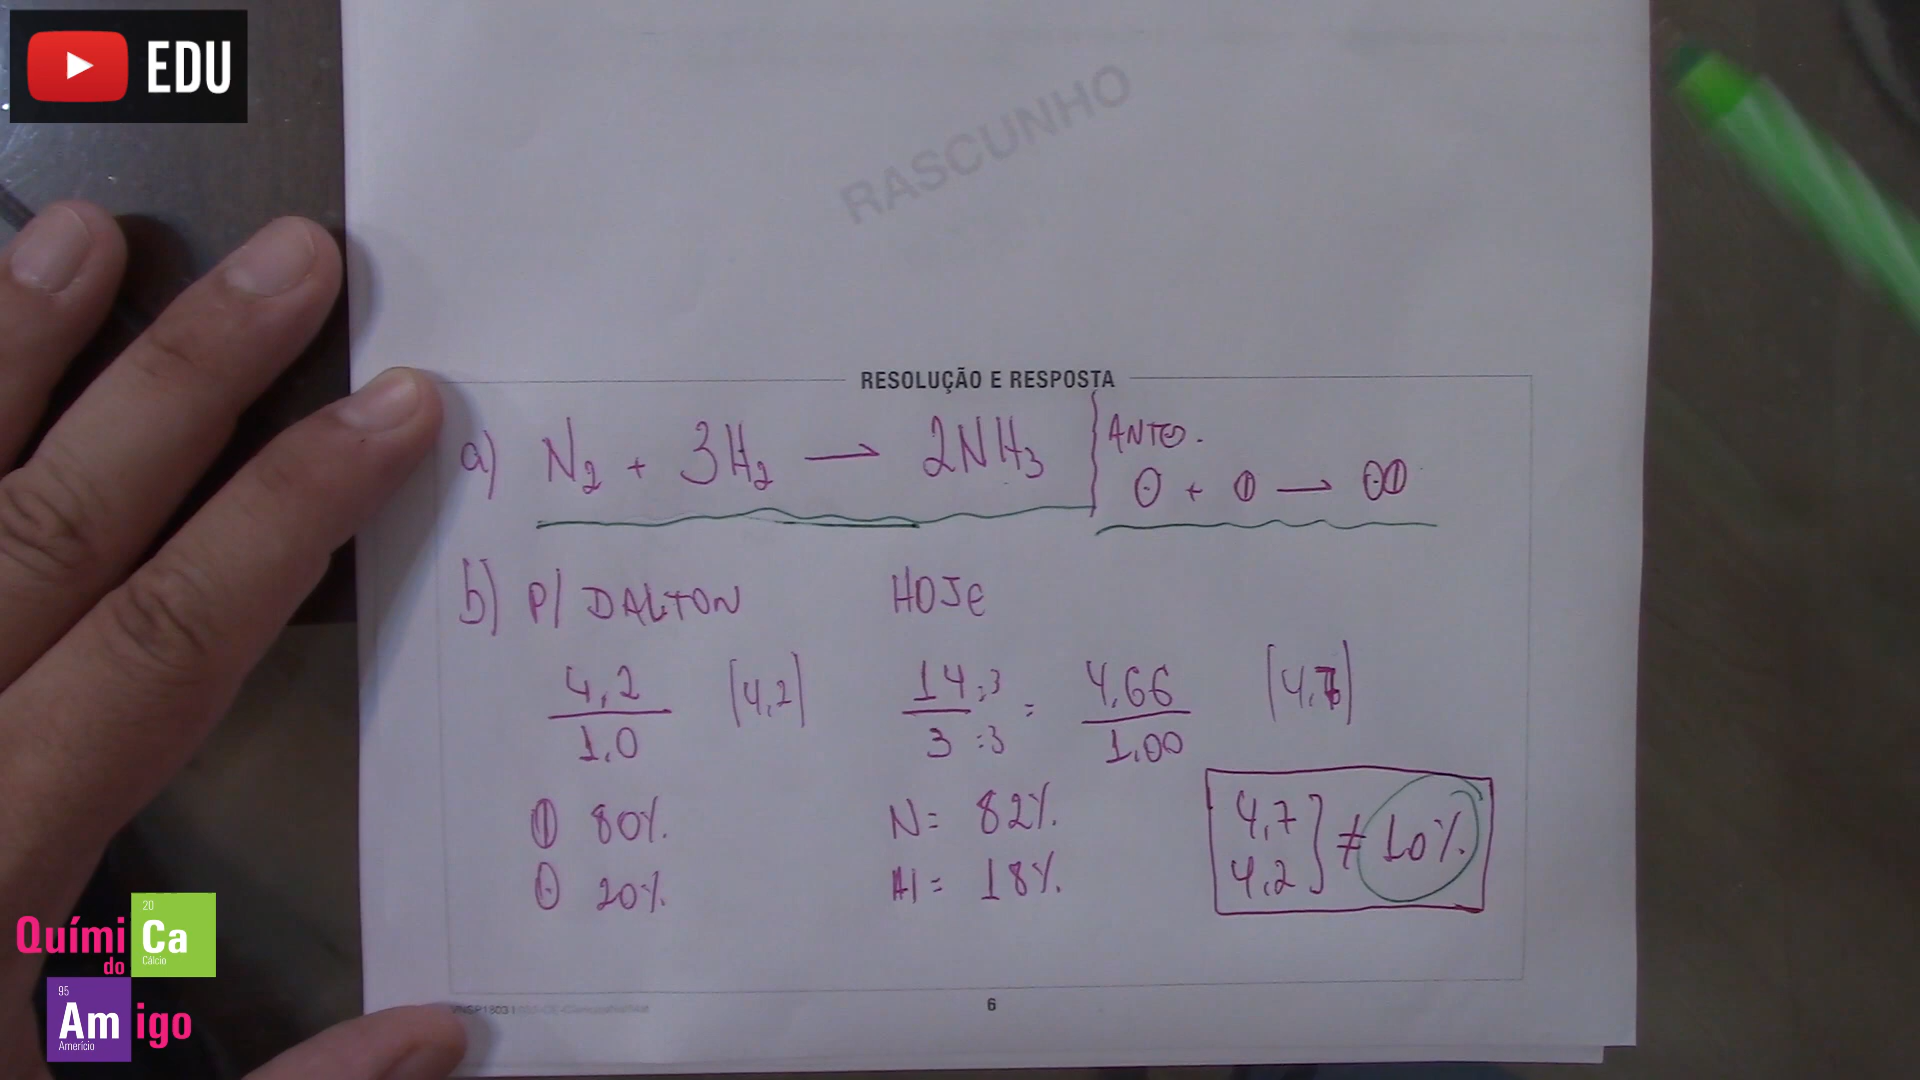 EDU
RASCUNHO
RESOLUÇÃO E RESPOSTA
a) N₂ + 3H₂ → 2NH₃
ANTO.
⊙ + ⦶ → ⊙⦶
b) P/ DALTON HOJE
4,2 / 1,0 (4,2) 14 :3 / 3 :3 = 4,66 / 1,00 (4,7)
⦶ 80% N = 82%
⊙ 20% H = 18%
4,7
4,2 } ≠ 10%
20
Quími Ca
Cálcio
do
95
Am igo
Amerício
6